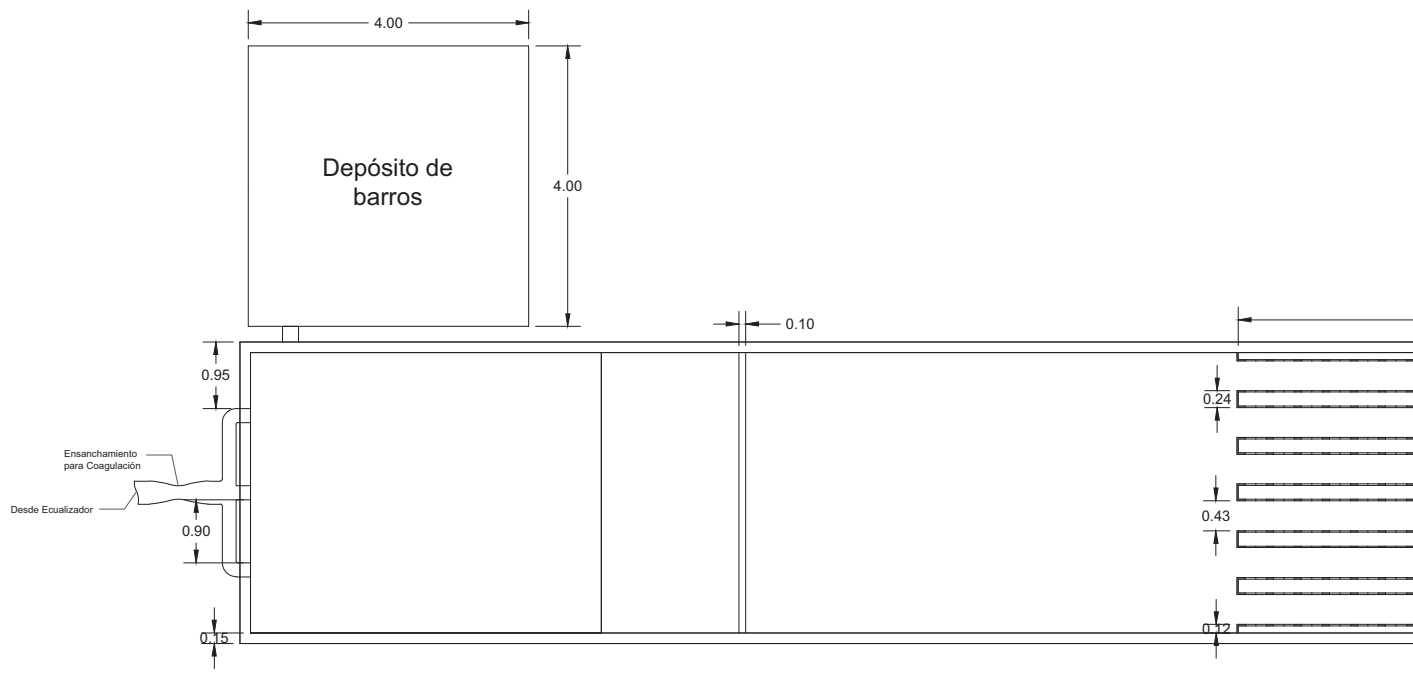 4.00
Depósito de
barros
4.00
0.10
0.95
0.24
Ensanchamiento
para Coagulación
Desde Ecualizador
0.43
0.90
0.12
0.15